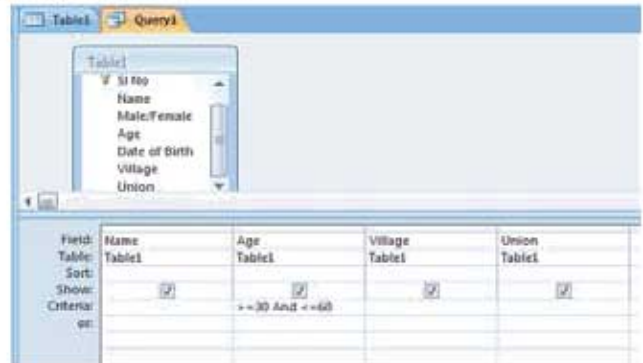 Table1 Query1
Table1
Sl No
Name
Male/Female
Age
Date of Birth
Village
Union
Field: Name Age Village Union
Table: Table1 Table1 Table1 Table1
Sort:
Show:
Criteria: >=30 And <=60
or: